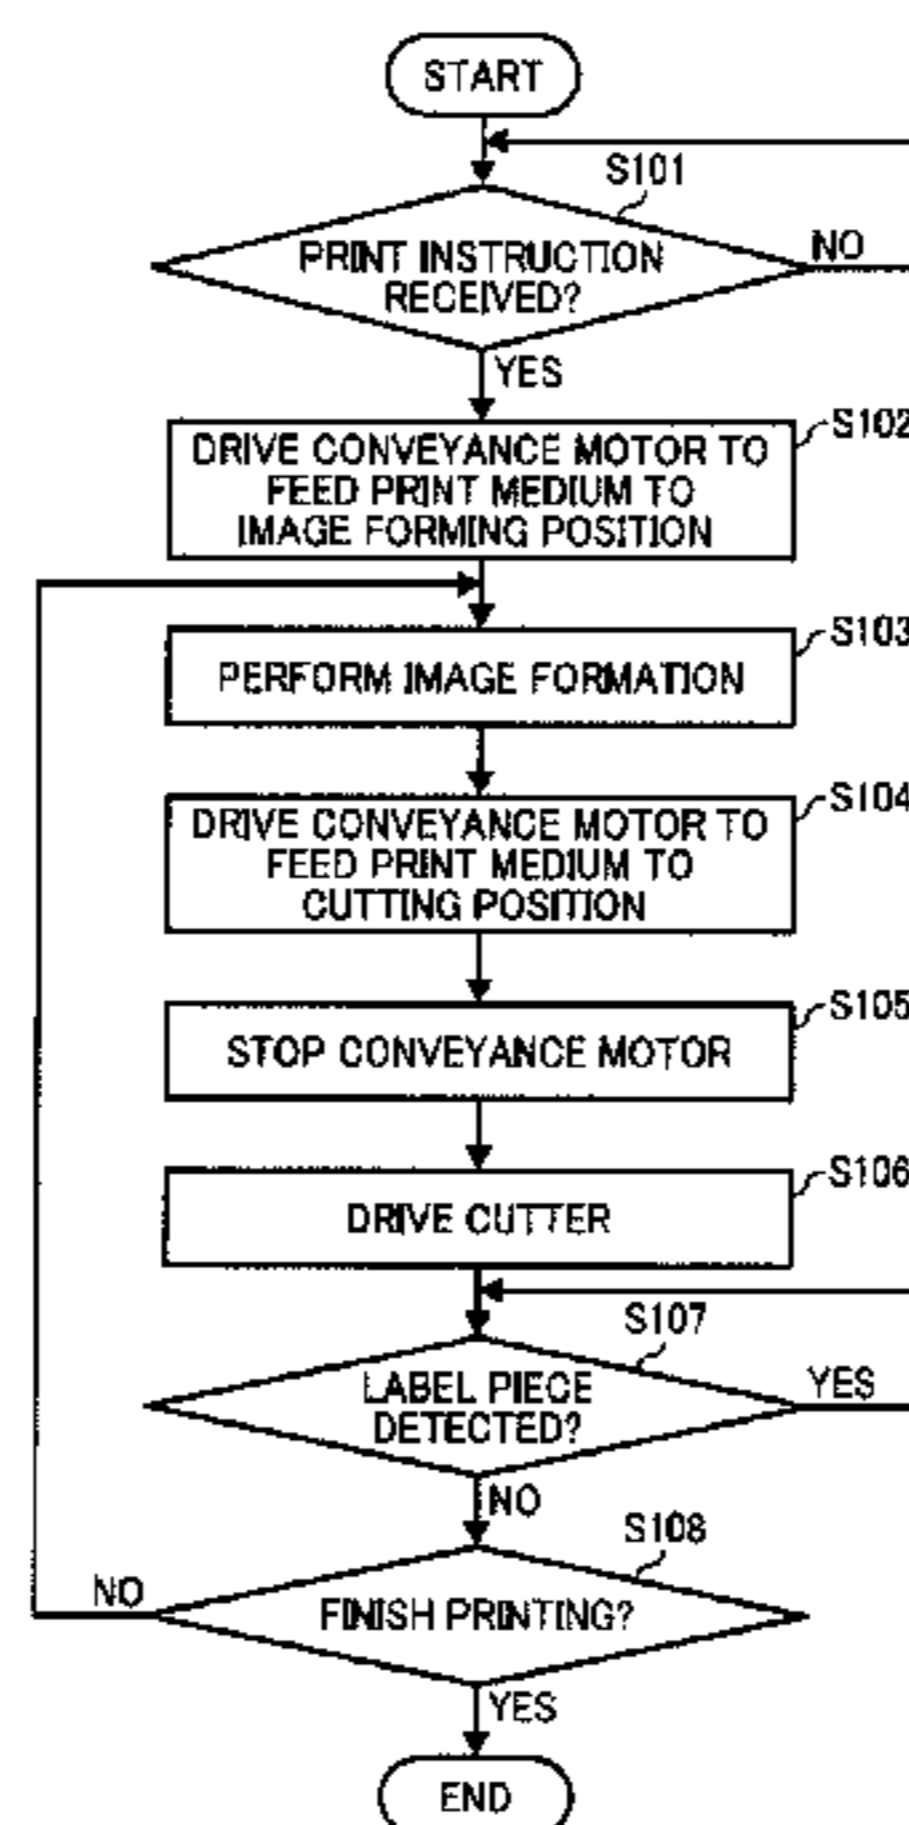 START
S101
PRINT INSTRUCTION
RECEIVED?
NO
YES
S102
DRIVE CONVEYANCE MOTOR TO
FEED PRINT MEDIUM TO
IMAGE FORMING POSITION
S103
PERFORM IMAGE FORMATION
S104
DRIVE CONVEYANCE MOTOR TO
FEED PRINT MEDIUM TO
CUTTING POSITION
S105
STOP CONVEYANCE MOTOR
S106
DRIVE CUTTER
S107
LABEL PIECE
DETECTED?
YES
NO
S108
NO
FINISH PRINTING?
YES
END